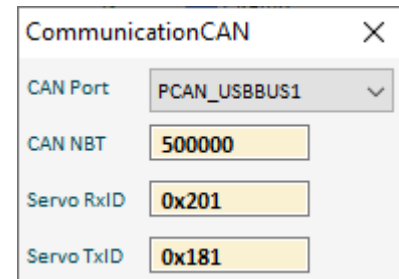 CommunicationCAN
CAN Port PCAN_USBBUS1
CAN NBT 500000
Servo RxID 0x201
Servo TxID 0x181